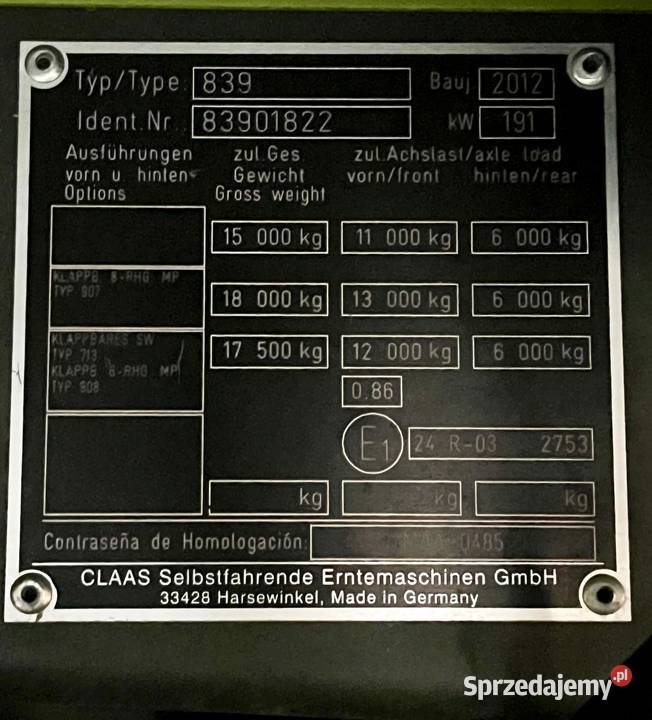 Typ/Type 839 Bauj 2012
Ident.Nr. 83901822 kW 191
Ausführungen vorn u. hinten Options
zul.Ges. Gewicht Gross weight
zul.Achslast/axle load
vorn/front hinten/rear
15 000 kg 11 000 kg 6 000 kg
KLAPPB 8-RHG MP
TYP 907
18 000 kg 13 000 kg 6 000 kg
KLAPPBARES SW
TYP 713
KLAPPB 6-RHG MP
TYP 908
17 500 kg 12 000 kg 6 000 kg
0.86
E1 24 R-03 2753
kg kg kg
Contraseña de Homologación: 0485
CLAAS Selbstfahrende Erntemaschinen GmbH
33428 Harsewinkel, Made in Germany
Sprzedajemy.pl